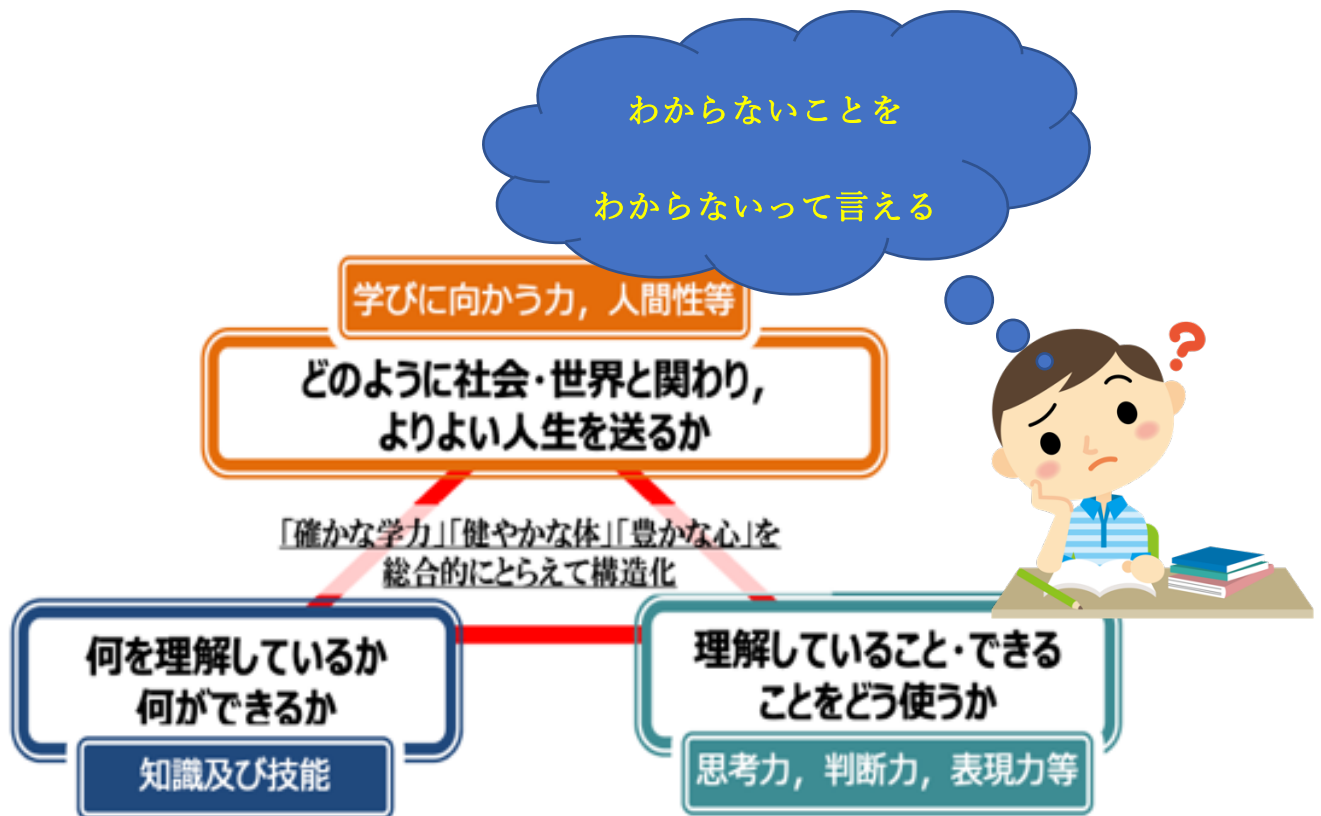 わからないことを
わからないって言える
学びに向かう力，人間性等
どのように社会・世界と関わり，
よりよい人生を送るか
「確かな学力」「健やかな体」「豊かな心」を
総合的にとらえて構造化
何を理解しているか
何ができるか
知識及び技能
理解していること・できる
ことをどう使うか
思考力，判断力，表現力等
?